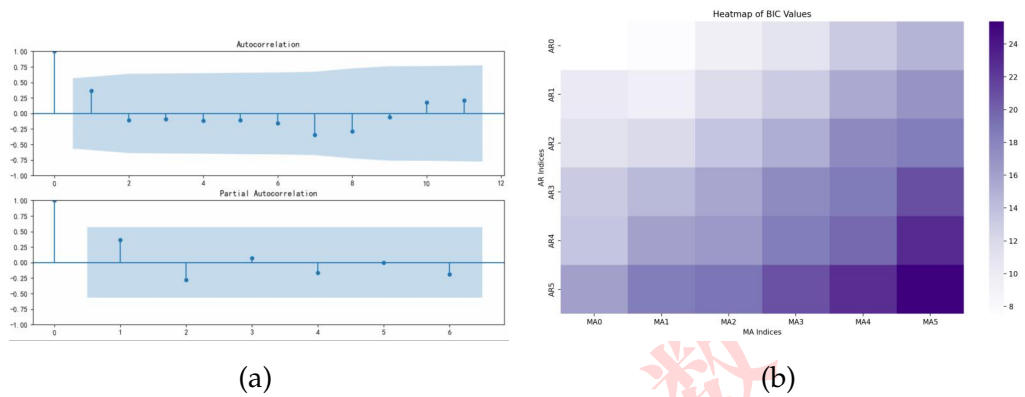 Autocorrelation
1.00
0.75
0.50
0.25
0.00
−0.25
−0.50
−0.75
−1.00
0 2 4 6 8 10 12
Partial Autocorrelation
1.00
0.75
0.50
0.25
0.00
−0.25
−0.50
−0.75
−1.00
0 1 2 3 4 5 6
(a)
Heatmap of BIC Values
AR Indices
AR0
AR1
AR2
AR3
AR4
AR5
MA0 MA1 MA2 MA3 MA4 MA5
MA Indices
24
22
20
18
16
14
12
10
8
(b)